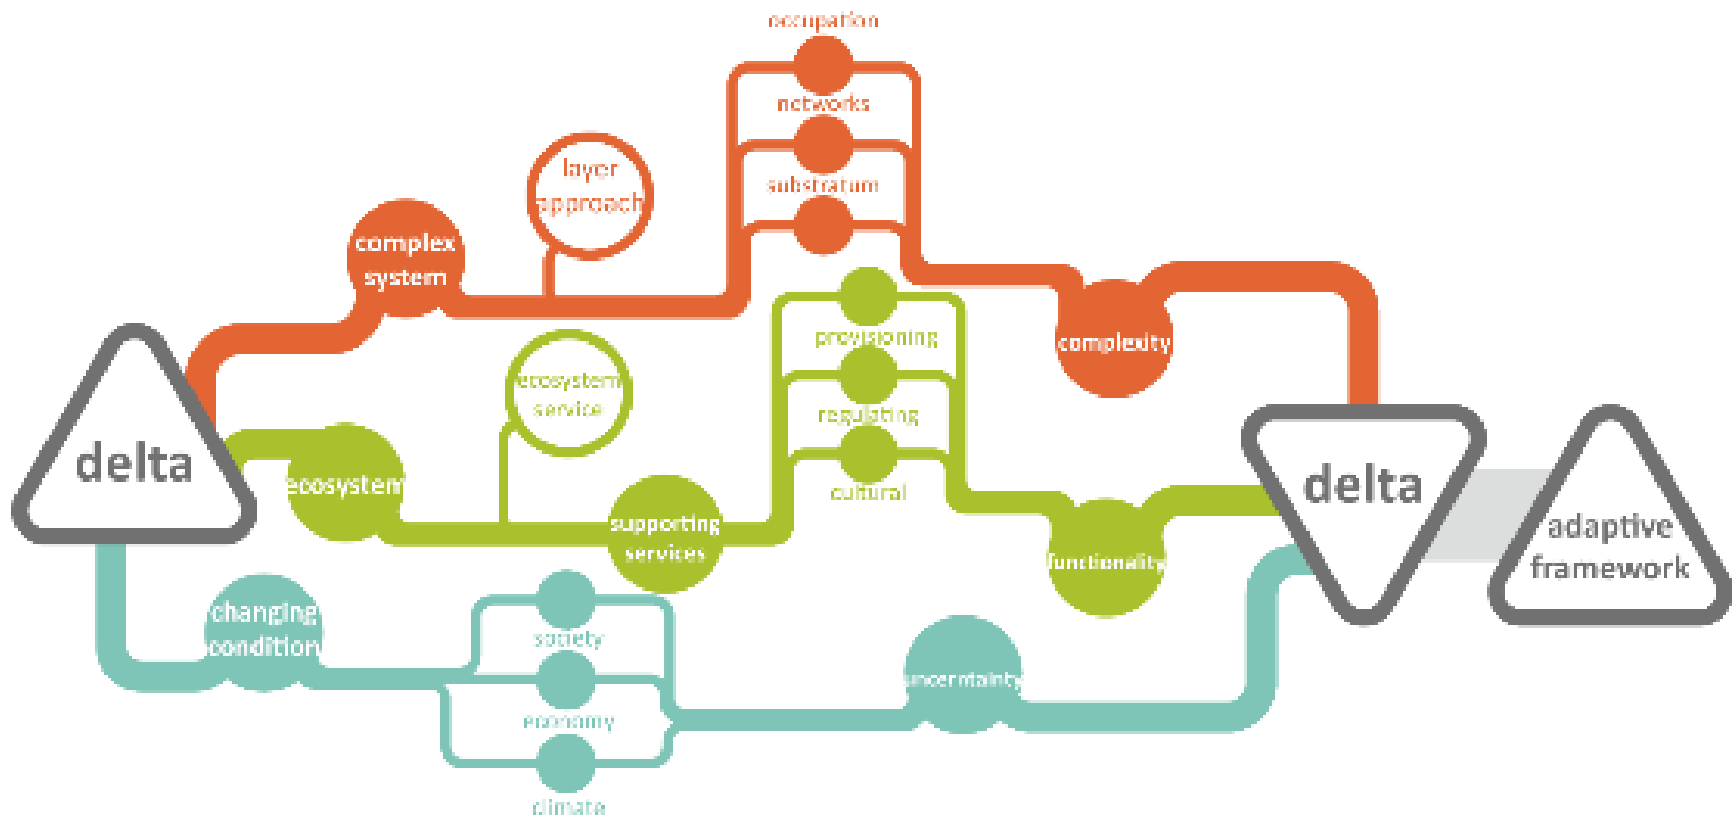 occupation
networks
substratum
layer
approach
complex
system
complexity
provisioning
regulating
cultural
ecosystem
service
ecosystem
supporting
services
functionality
delta
delta
adaptive
framework
changing
condition
society
economy
climate
uncerntainty